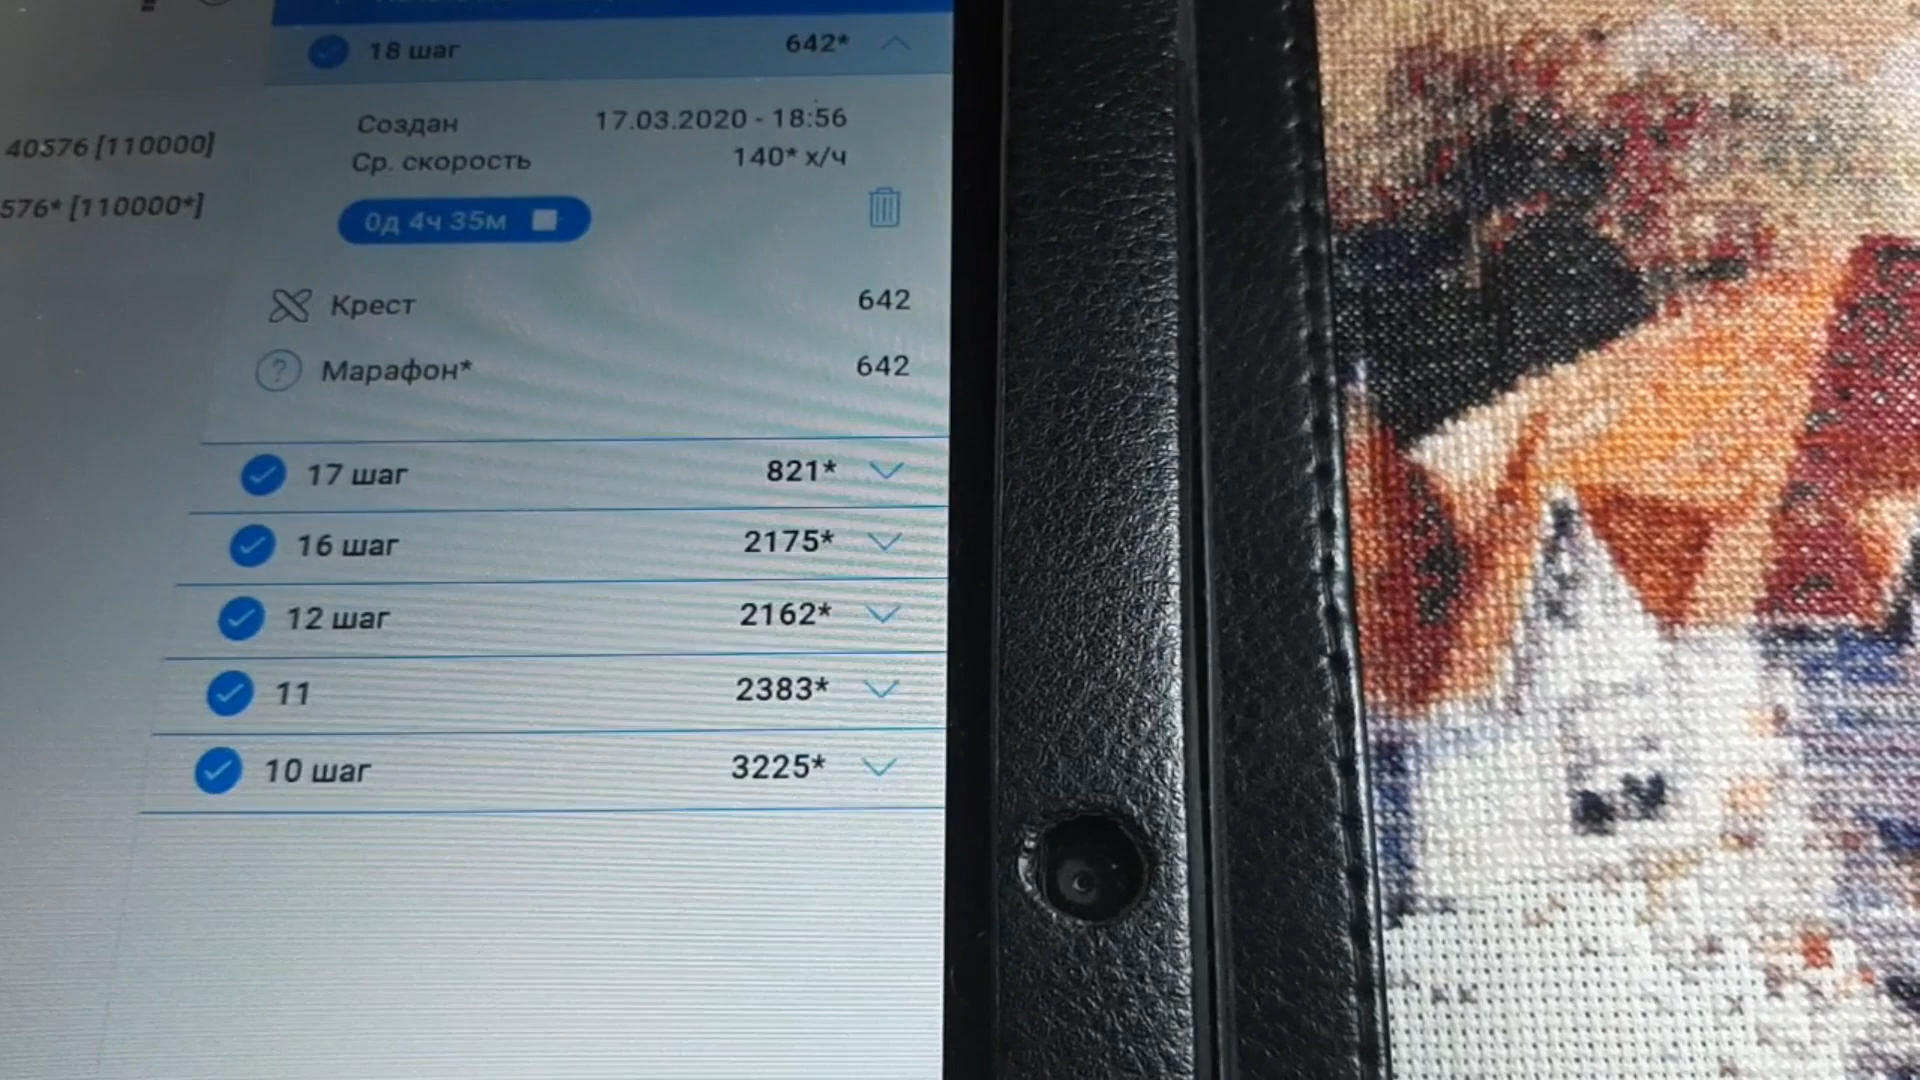 18 шаг 642*
Создан 17.03.2020 - 18:56
40576 [110000]
Ср. скорость 140* х/ч
576* [110000*]
0д 4ч 35м
Крест 642
? Марафон* 642
17 шаг 821*
16 шаг 2175*
12 шаг 2162*
11 2383*
10 шаг 3225*